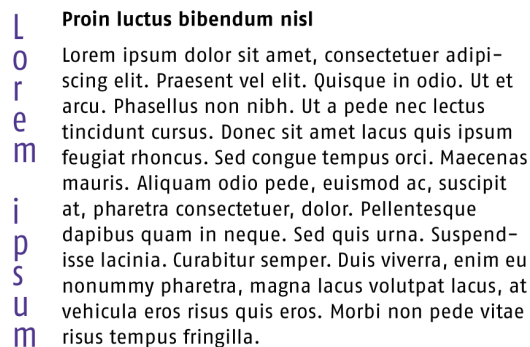 Lorem ipsum
Proin luctus bibendum nisl
Lorem ipsum dolor sit amet, consectetuer adipi-
scing elit. Praesent vel elit. Quisque in odio. Ut et
arcu. Phasellus non nibh. Ut a pede nec lectus
tincidunt cursus. Donec sit amet lacus quis ipsum
feugiat rhoncus. Sed congue tempus orci. Maecenas
mauris. Aliquam odio pede, euismod ac, suscipit
at, pharetra consectetuer, dolor. Pellentesque
dapibus quam in neque. Sed quis urna. Suspend-
isse lacinia. Curabitur semper. Duis viverra, enim eu
nonummy pharetra, magna lacus volutpat lacus, at
vehicula eros risus quis eros. Morbi non pede vitae
risus tempus fringilla.